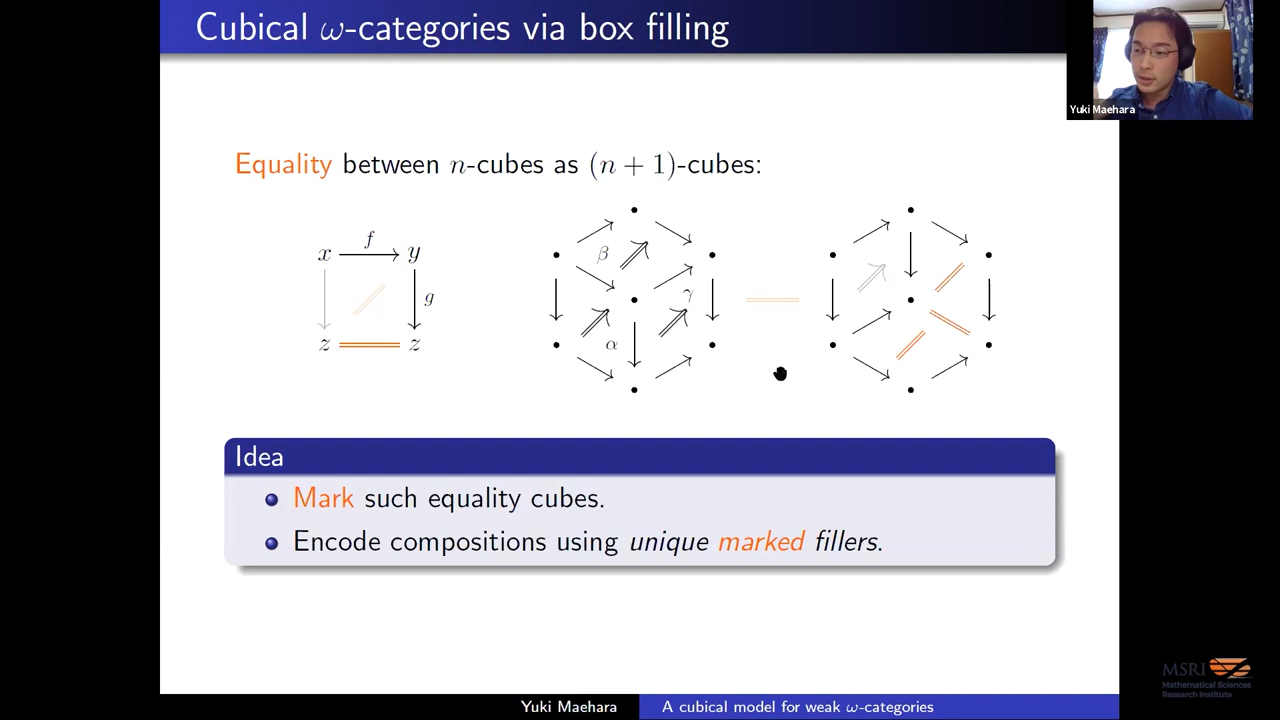 Cubical ω-categories via box filling
Yuki Maehara
Equality between n-cubes as (n + 1)-cubes:
f
x y
g
z z
β
γ
α
Idea
Mark such equality cubes.
Encode compositions using unique marked fillers.
MSRI
Mathematical Sciences
Research Institute
Yuki Maehara A cubical model for weak ω-categories